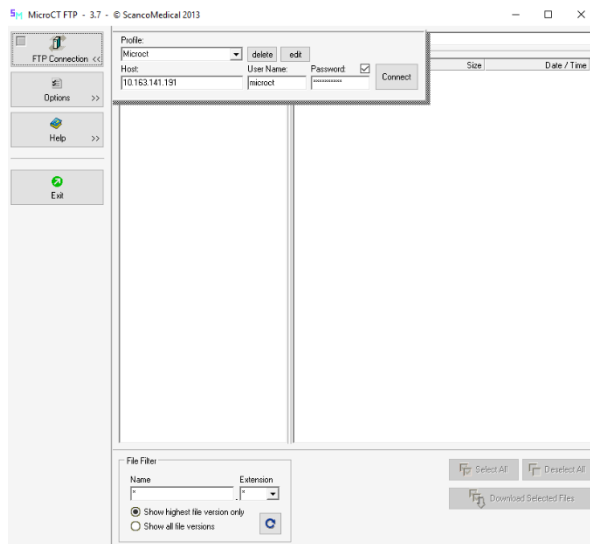 MicroCT FTP - 3.7 - © ScancoMedical 2013
FTP Connection <<
Options >>
Help >>
Exit
Profile:
Microct
delete edit
Host: User Name: Password:
10.163.141.191 microct ××××××××××
Connect
Size Date / Time
File Filter
Name Extension
* . *
Show highest file version only
Show all file versions
Select All Deselect All
Download Selected Files